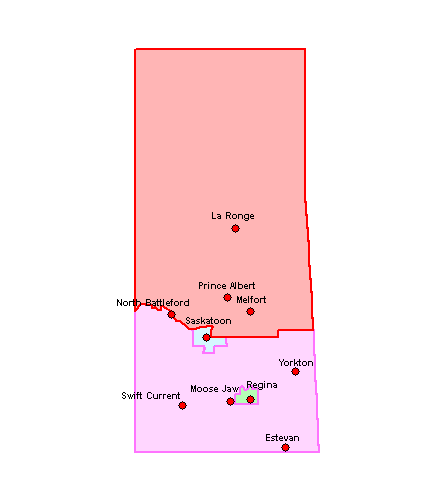 La Ronge
Prince Albert
Melfort
North Battleford
Saskatoon
Yorkton
Regina
Moose Jaw
Swift Current
Estevan